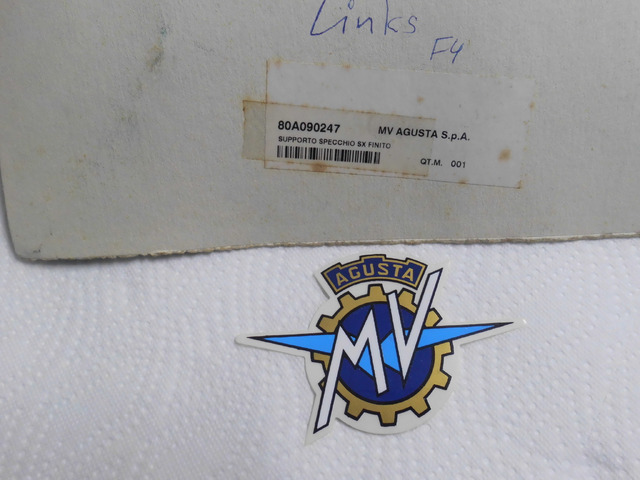 Links
F4
80A090247 MV AGUSTA S.p.A.
SUPPORTO SPECCHIO SX FINITO
QT.M. 001
AGUSTA
MV